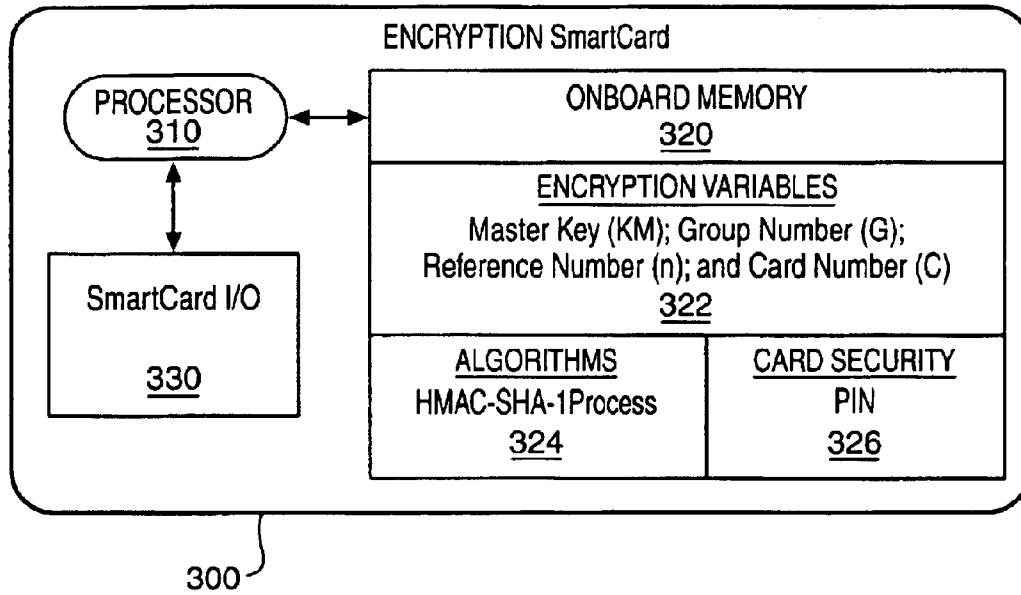 ENCRYPTION SmartCard
PROCESSOR
310
SmartCard I/O
330
ONBOARD MEMORY
320
ENCRYPTION VARIABLES
Master Key (KM); Group Number (G);
Reference Number (n); and Card Number (C)
322
ALGORITHMS
HMAC-SHA-1Process
324
CARD SECURITY
PIN
326
300